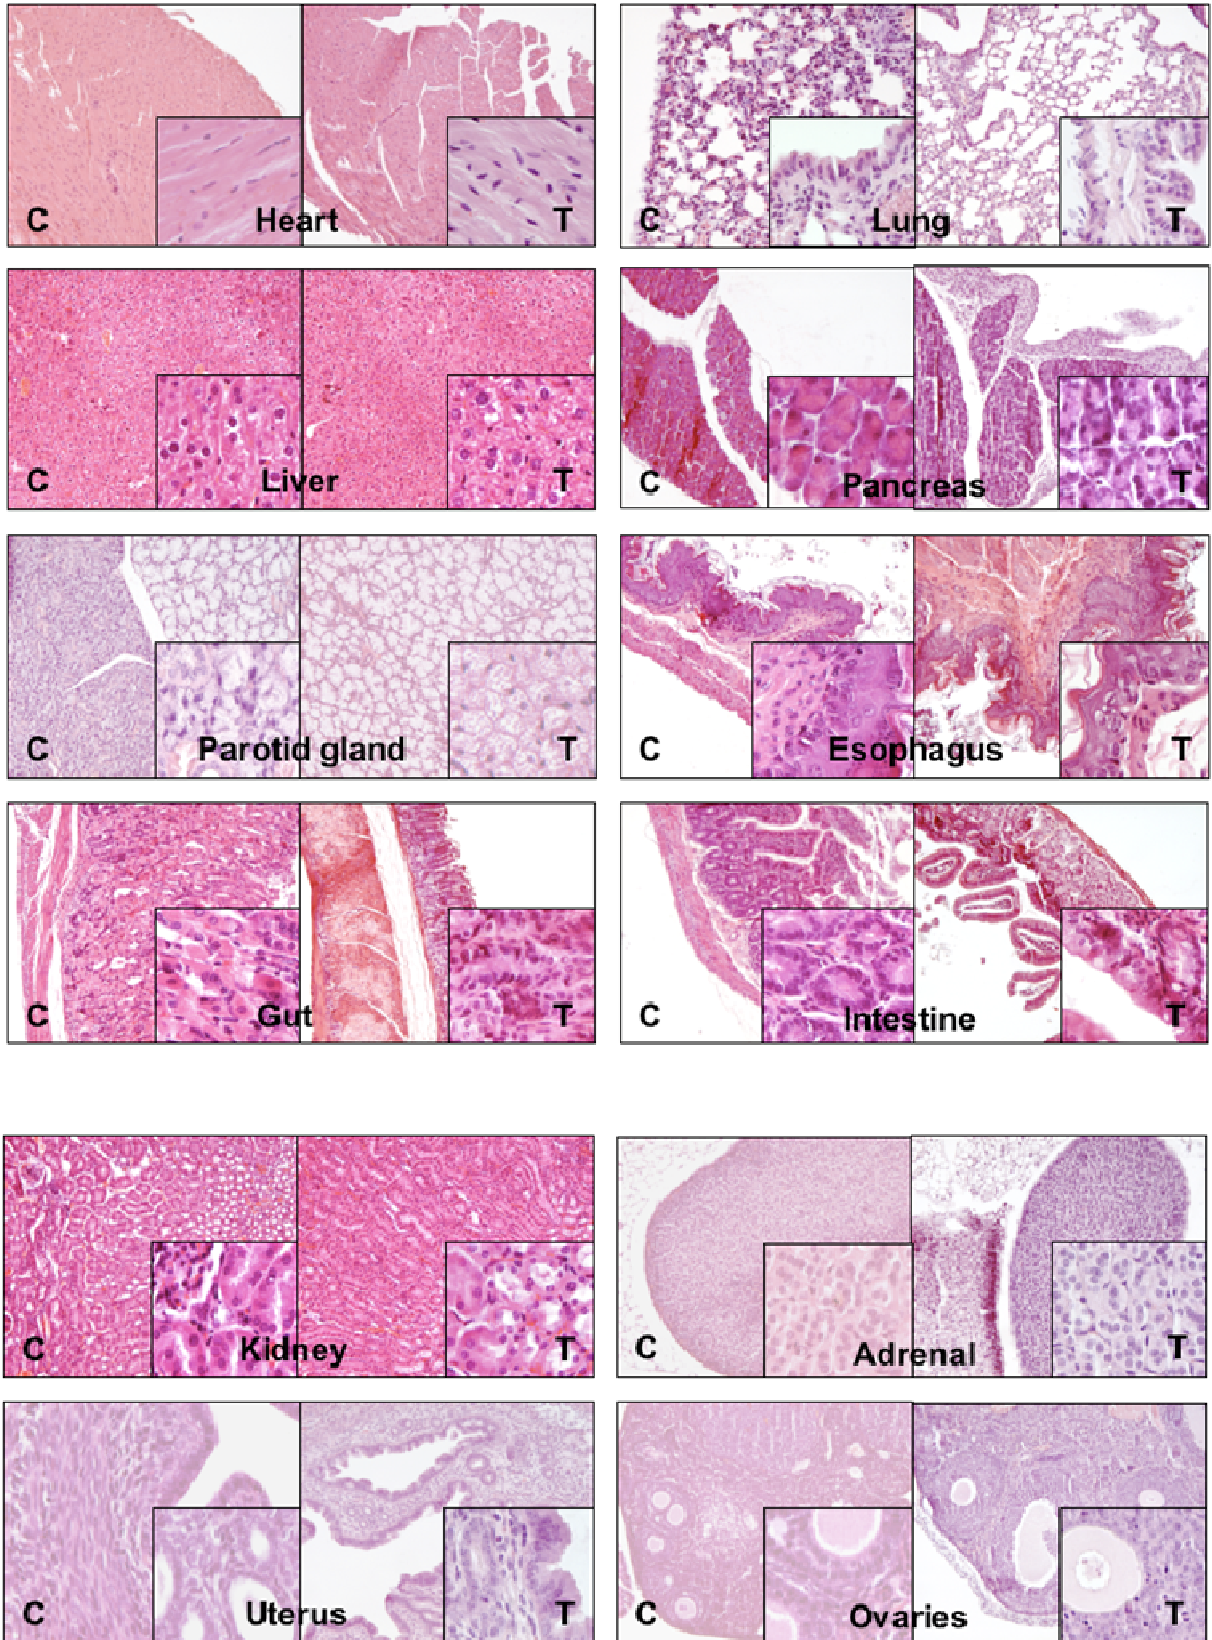 C Heart T
C Lung T
C Liver T
C Pancreas T
C Parotid gland T
C Esophagus T
C Gut T
C Intestine T
C Kidney T
C Adrenal T
C Uterus T
C Ovaries T